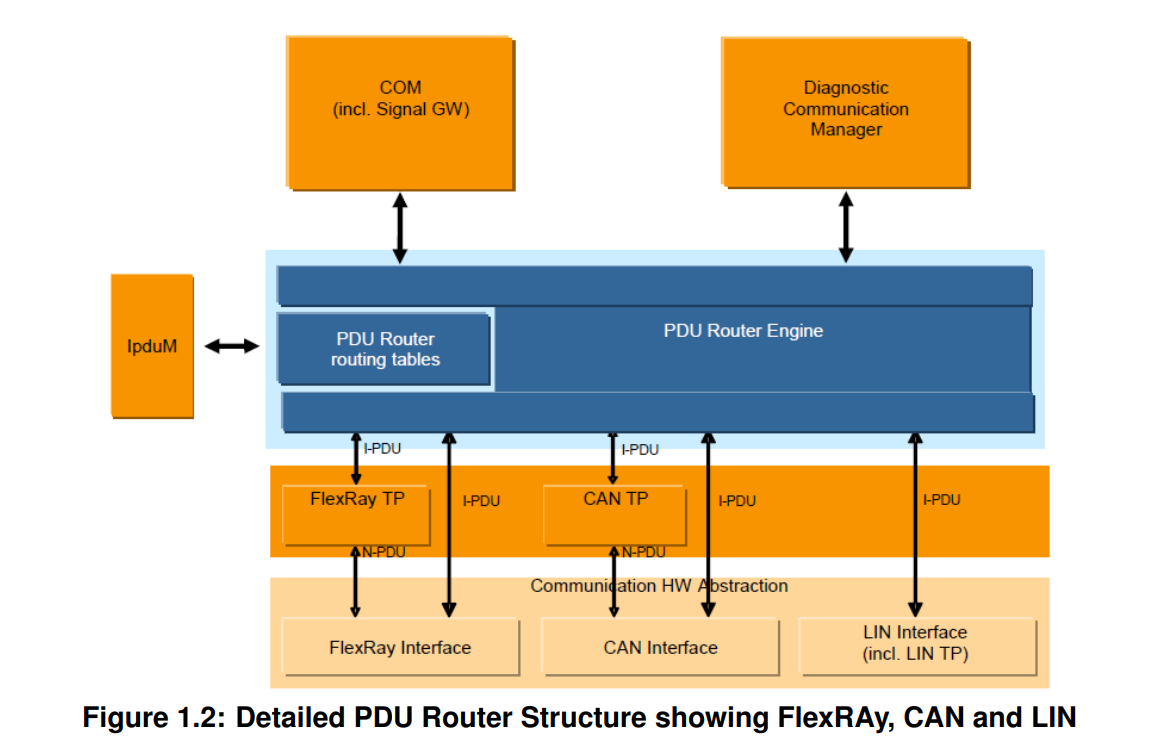 COM
(incl. Signal GW)
Diagnostic
Communication
Manager
IpduM
PDU Router
routing tables
PDU Router Engine
I-PDU
I-PDU
FlexRay TP
I-PDU
CAN TP
I-PDU
I-PDU
N-PDU
N-PDU
Communication HW Abstraction
FlexRay Interface
CAN Interface
LIN Interface
(incl. LIN TP)
Figure 1.2: Detailed PDU Router Structure showing FlexRAy, CAN and LIN